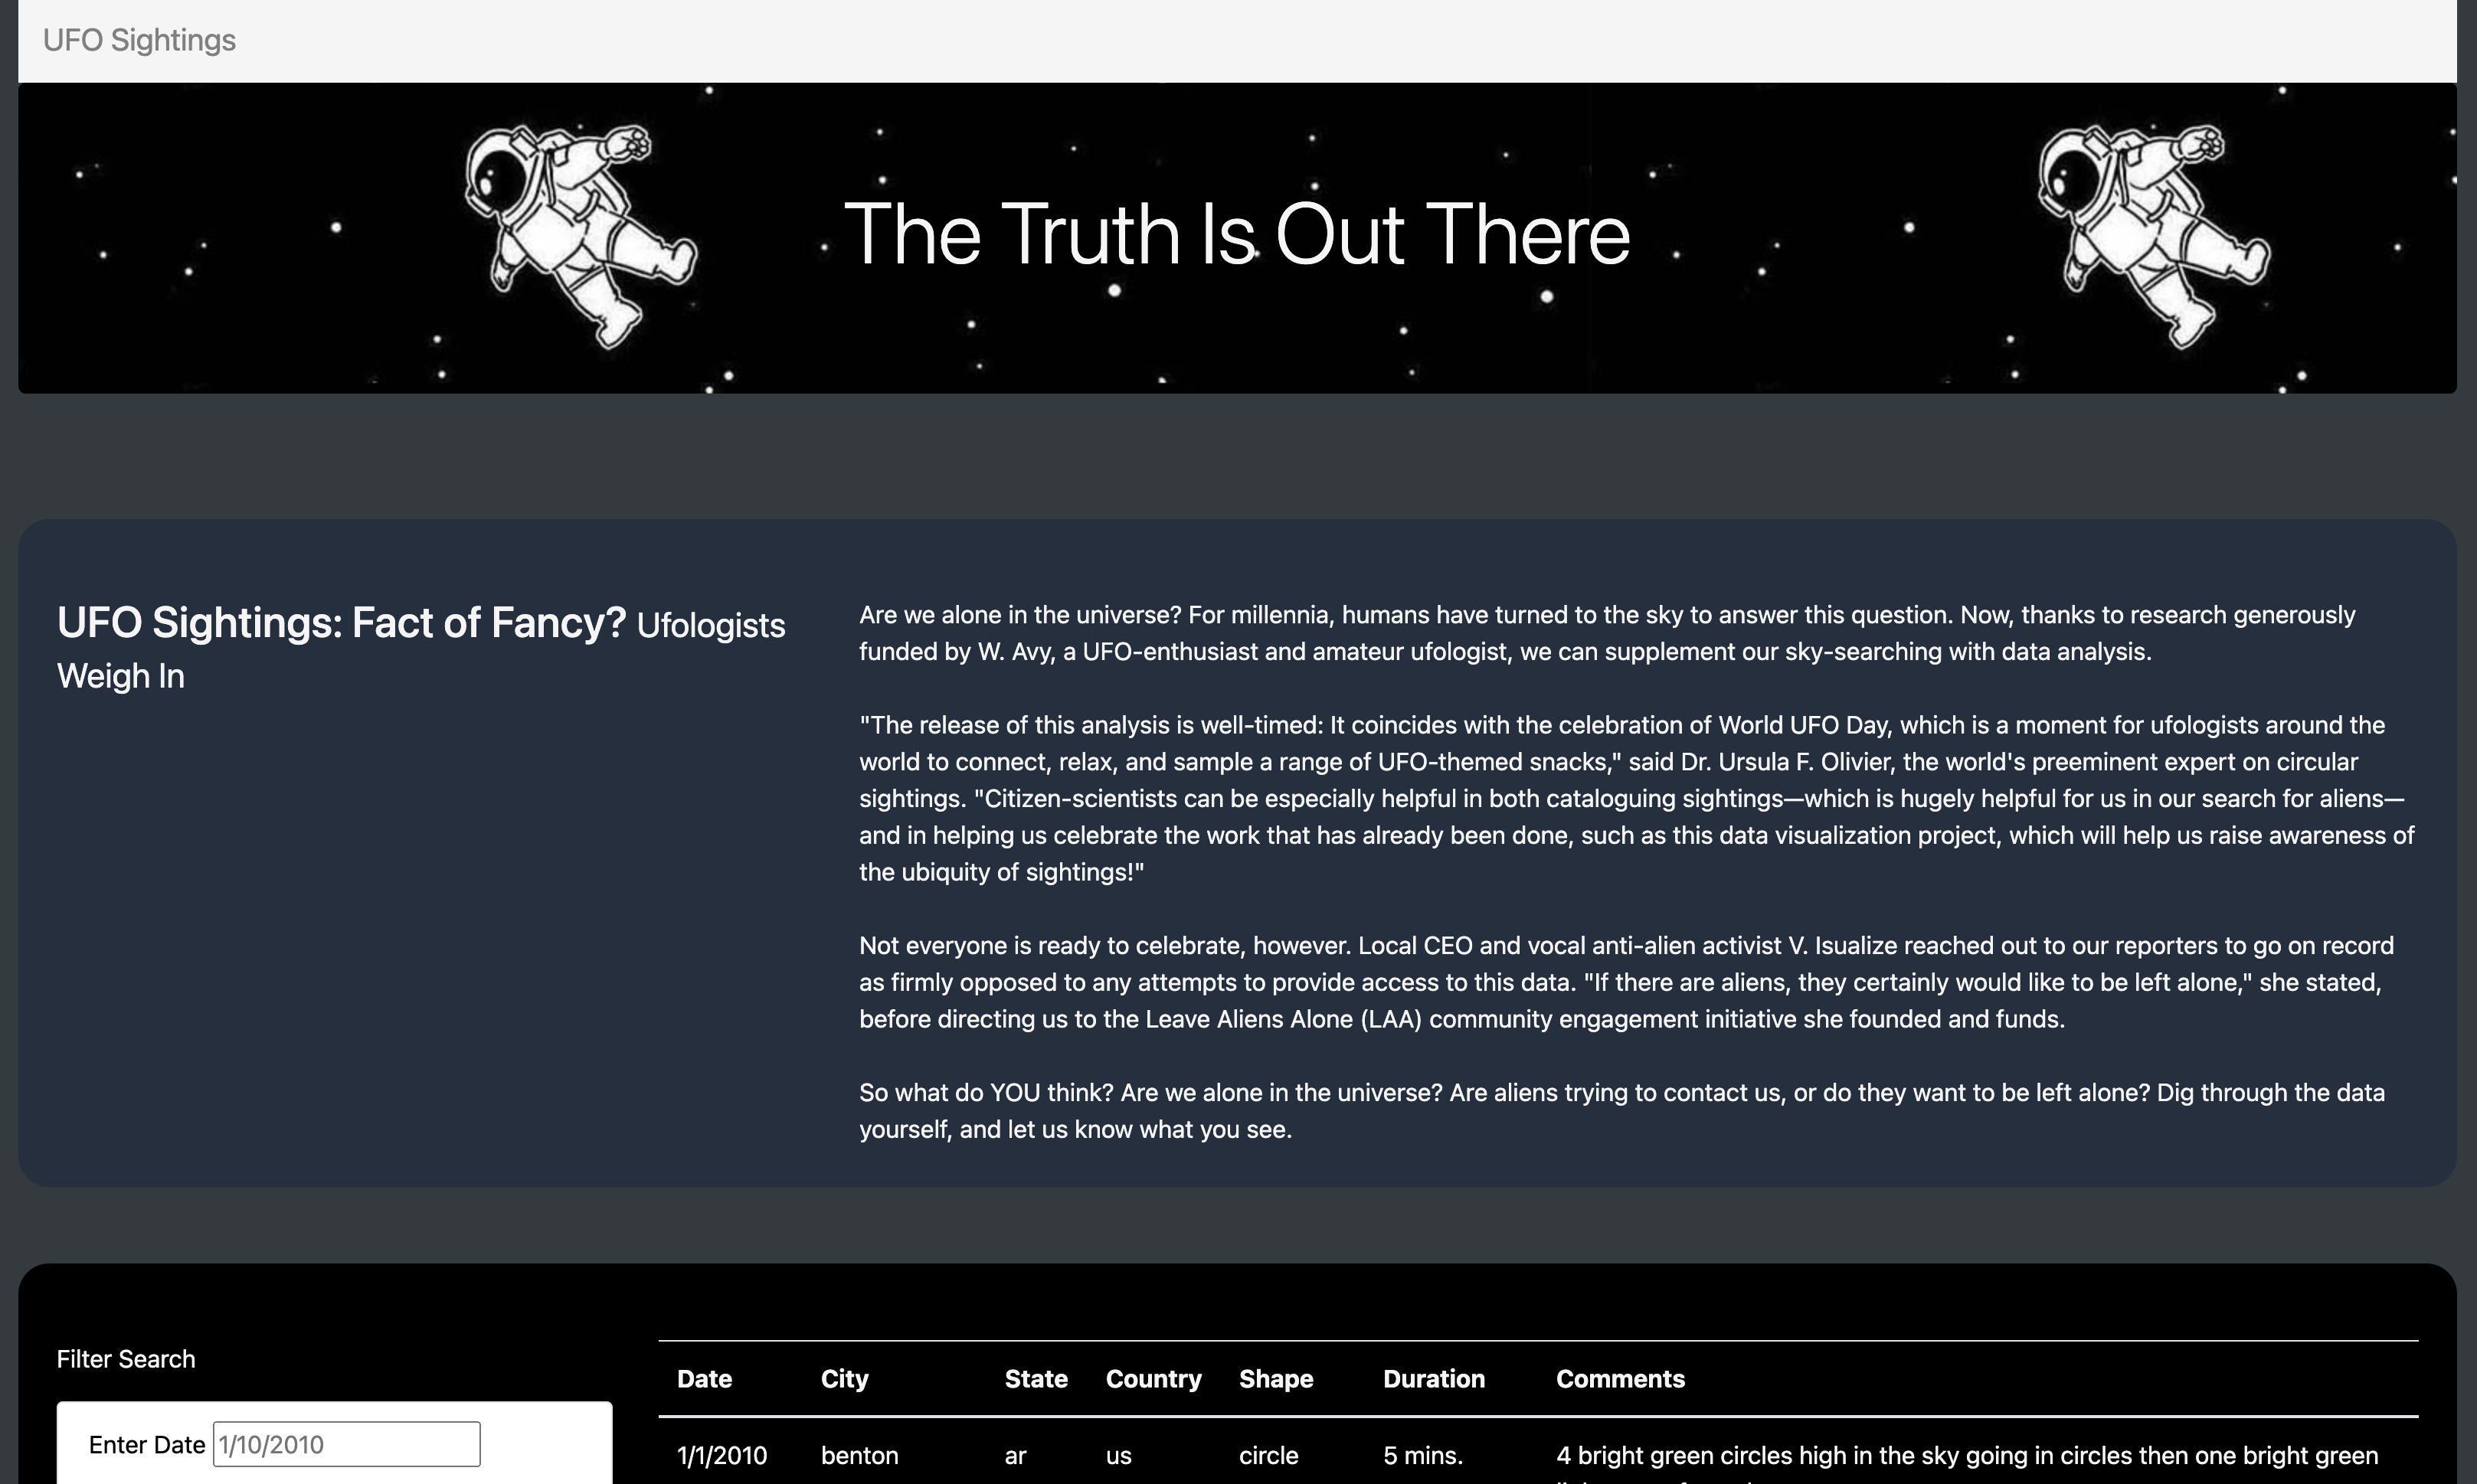 UFO Sightings
The Truth Is Out There
UFO Sightings: Fact of Fancy? Ufologists
Weigh In
Are we alone in the universe? For millennia, humans have turned to the sky to answer this question. Now, thanks to research generously
funded by W. Avy, a UFO-enthusiast and amateur ufologist, we can supplement our sky-searching with data analysis.
"The release of this analysis is well-timed: It coincides with the celebration of World UFO Day, which is a moment for ufologists around the
world to connect, relax, and sample a range of UFO-themed snacks," said Dr. Ursula F. Olivier, the world's preeminent expert on circular
sightings. "Citizen-scientists can be especially helpful in both cataloguing sightings—which is hugely helpful for us in our search for aliens—
and in helping us celebrate the work that has already been done, such as this data visualization project, which will help us raise awareness of
the ubiquity of sightings!"
Not everyone is ready to celebrate, however. Local CEO and vocal anti-alien activist V. Isualize reached out to our reporters to go on record
as firmly opposed to any attempts to provide access to this data. "If there are aliens, they certainly would like to be left alone," she stated,
before directing us to the Leave Aliens Alone (LAA) community engagement initiative she founded and funds.
So what do YOU think? Are we alone in the universe? Are aliens trying to contact us, or do they want to be left alone? Dig through the data
yourself, and let us know what you see.
Filter Search
Enter Date 1/10/2010
Date City State Country Shape Duration Comments
1/1/2010 benton ar us circle 5 mins. 4 bright green circles high in the sky going in circles then one bright green